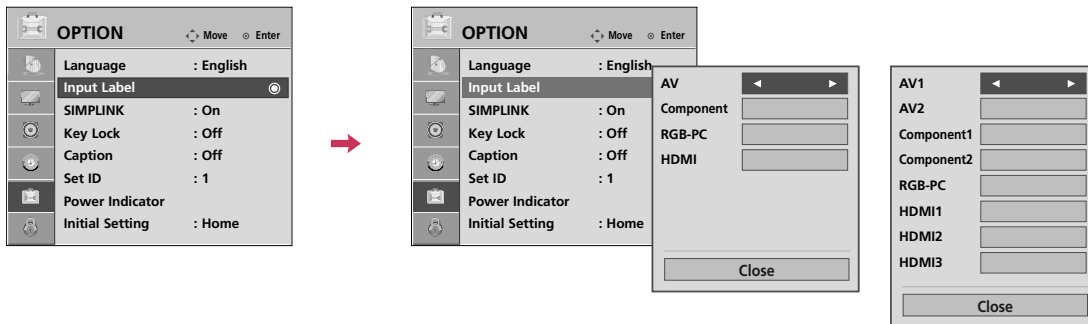 OPTION
Move
Enter
Language : English
Input Label
SIMPLINK : On
Key Lock : Off
Caption : Off
Set ID : 1
Power Indicator
Initial Setting : Home
OPTION
Move
Enter
Language : English
Input Label
SIMPLINK : On
Key Lock : Off
Caption : Off
Set ID : 1
Power Indicator
Initial Setting : Home
AV
Component
RGB-PC
HDMI
Close
AV1
AV2
Component1
Component2
RGB-PC
HDMI1
HDMI2
HDMI3
Close